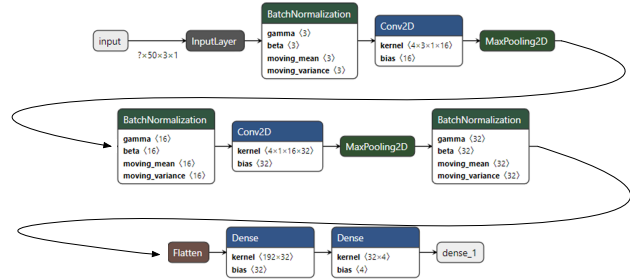 input
?×50×3×1
InputLayer
BatchNormalization
gamma ⟨3⟩
beta ⟨3⟩
moving_mean ⟨3⟩
moving_variance ⟨3⟩
Conv2D
kernel ⟨4×3×1×16⟩
bias ⟨16⟩
MaxPooling2D
BatchNormalization
gamma ⟨16⟩
beta ⟨16⟩
moving_mean ⟨16⟩
moving_variance ⟨16⟩
Conv2D
kernel ⟨4×1×16×32⟩
bias ⟨32⟩
MaxPooling2D
BatchNormalization
gamma ⟨32⟩
beta ⟨32⟩
moving_mean ⟨32⟩
moving_variance ⟨32⟩
Flatten
Dense
kernel ⟨192×32⟩
bias ⟨32⟩
Dense
kernel ⟨32×4⟩
bias ⟨4⟩
dense_1